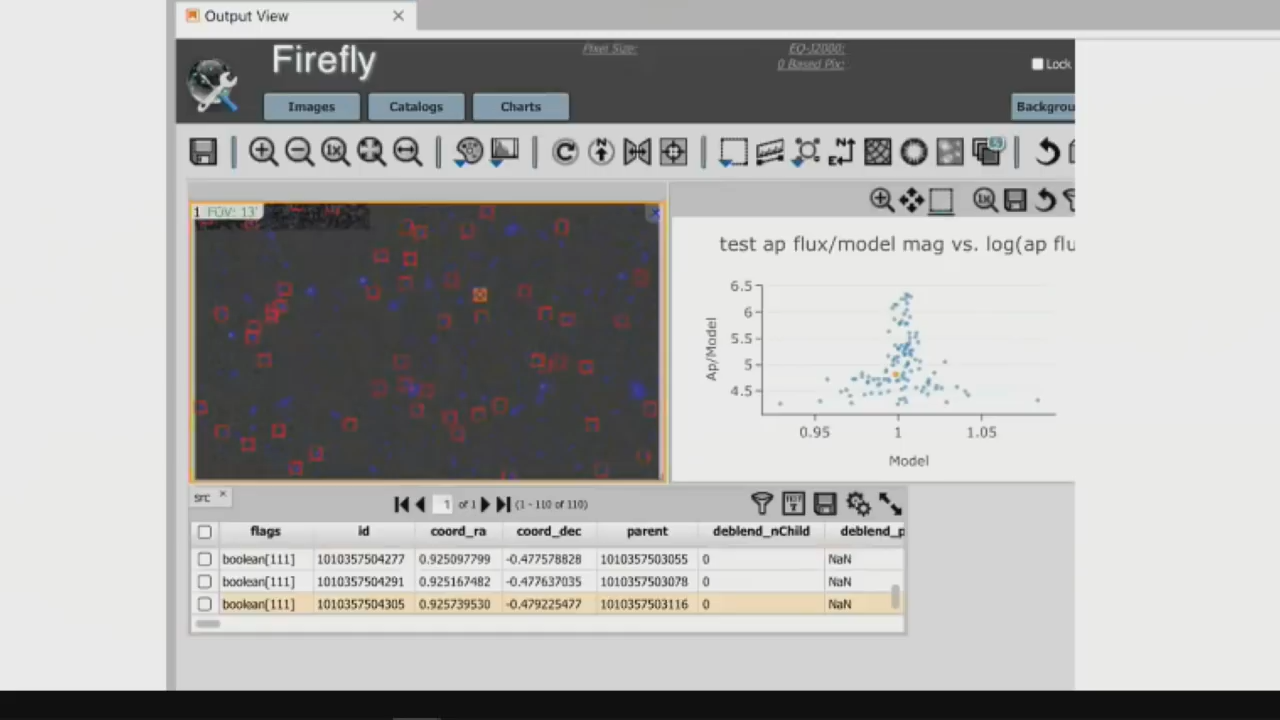 Output View
Firefly
Pixel Size:
EQ-J2000:
0 Based Pix:
Lock
Images
Catalogs
Charts
Backgrou
1 FOV: 13'
test ap flux/model mag vs. log(ap flu
6.5
6
5.5
5
4.5
Ap/Model
0.95 1 1.05
Model
src
1 of 1 (1 - 110 of 110)
flags id coord_ra coord_dec parent deblend_nChild deblend_p
boolean[111] 1010357504277 0.925097799 -0.477578828 1010357503055 0 NaN
boolean[111] 1010357504291 0.925167482 -0.477637035 1010357503078 0 NaN
boolean[111] 1010357504305 0.925739530 -0.479225477 1010357503116 0 NaN